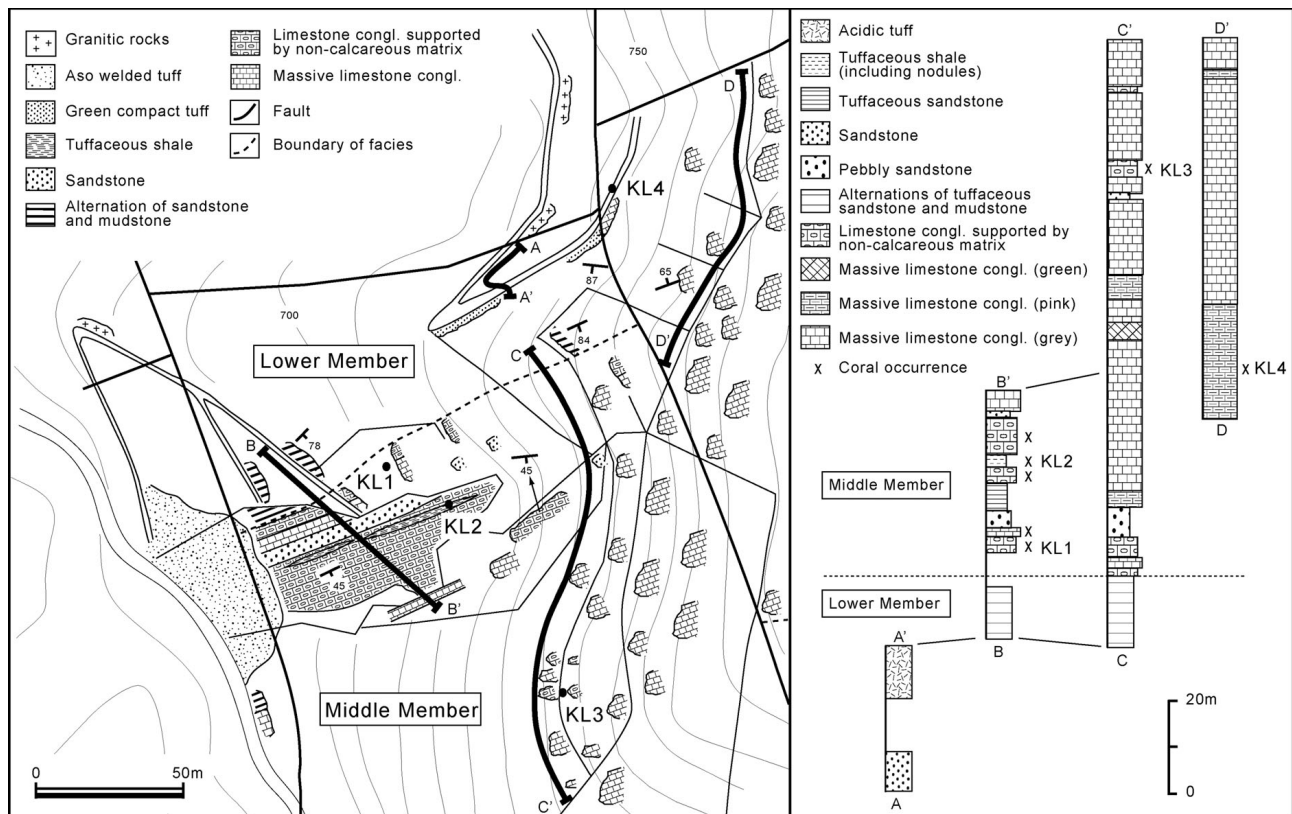 Granitic rocks
Aso welded tuff
Green compact tuff
Tuffaceous shale
Sandstone
Alternation of sandstone
and mudstone
Limestone congl. supported
by non-calcareous matrix
Massive limestone congl.
Fault
Boundary of facies
750
D
KL4
A
A'
87
65
700
Lower Member
C
84
D'
B
78
KL1
45
KL2
45
B'
Middle Member
KL3
C'
0
50m
Acidic tuff
Tuffaceous shale
(including nodules)
Tuffaceous sandstone
Sandstone
Pebbly sandstone
Alternations of tuffaceous
sandstone and mudstone
Limestone congl. supported by
non-calcareous matrix
Massive limestone congl. (green)
Massive limestone congl. (pink)
Massive limestone congl. (grey)
x Coral occurrence
C'
D'
x KL3
x KL4
D
B'
x
x KL2
x
x
x KL1
Middle Member
Lower Member
A'
B
C
A
20m
0